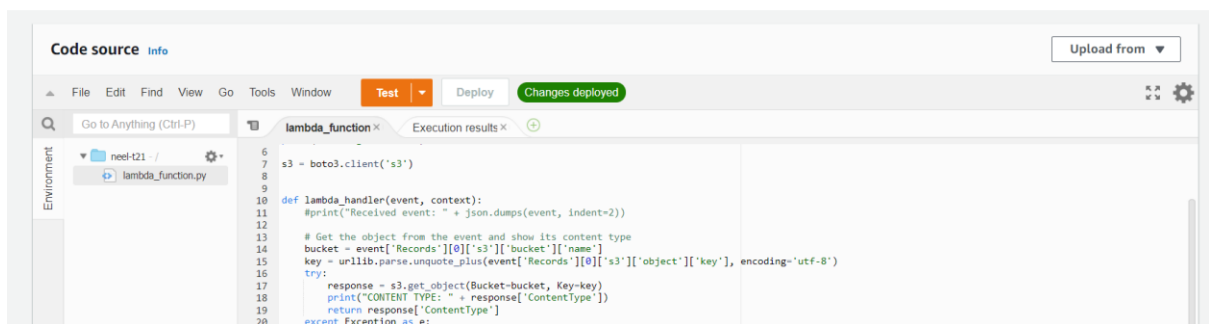 Code source Info
Upload from
File Edit Find View Go Tools Window Test Deploy Changes deployed
Go to Anything (Ctrl-P)
lambda_function
Execution results
Environment
neel-t21 - /
lambda_function.py
6
7 s3 = boto3.client('s3')
8
9
10 def lambda_handler(event, context):
11 #print("Received event: " + json.dumps(event, indent=2))
12
13 # Get the object from the event and show its content type
14 bucket = event['Records'][0]['s3']['bucket']['name']
15 key = urllib.parse.unquote_plus(event['Records'][0]['s3']['object']['key'], encoding='utf-8')
16 try:
17 response = s3.get_object(Bucket=bucket, Key=key)
18 print("CONTENT TYPE: " + response['ContentType'])
19 return response['ContentType']
20 except Exception as e: